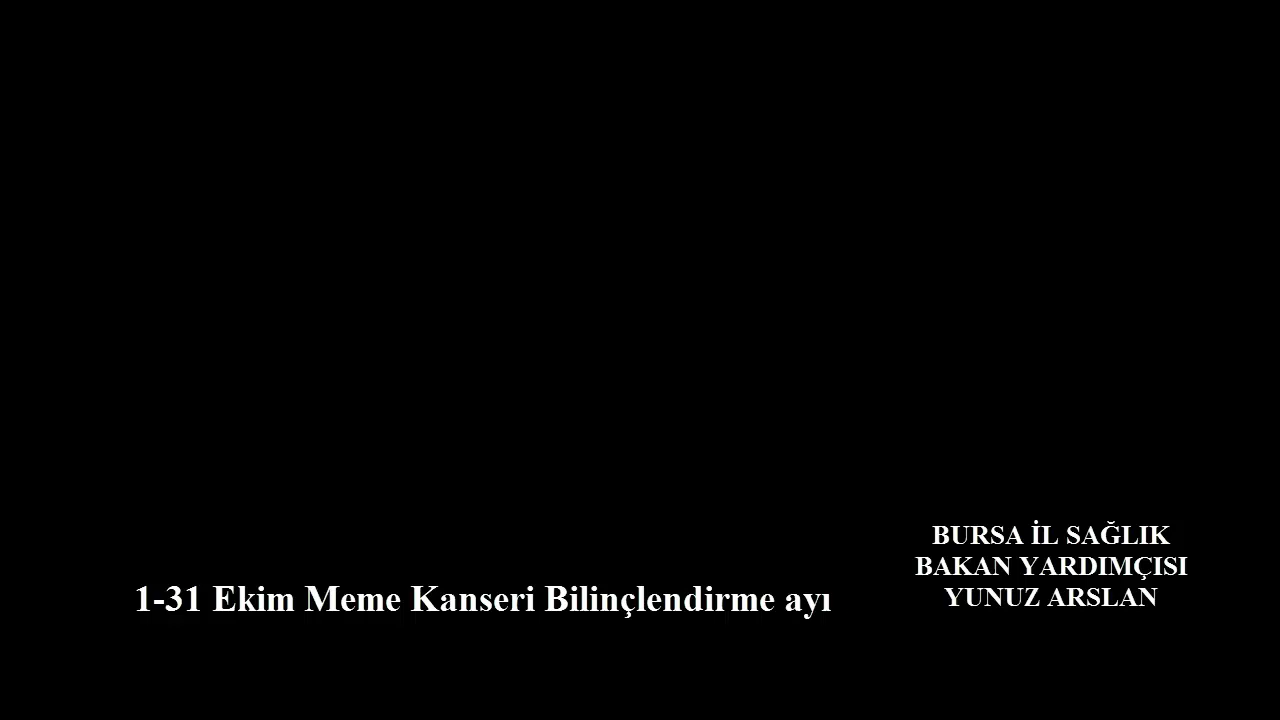 1-31 Ekim Meme Kanseri Bilinçlendirme ayı
BURSA İL SAĞLIK
BAKAN YARDIMÇISI
YUNUZ ARSLAN